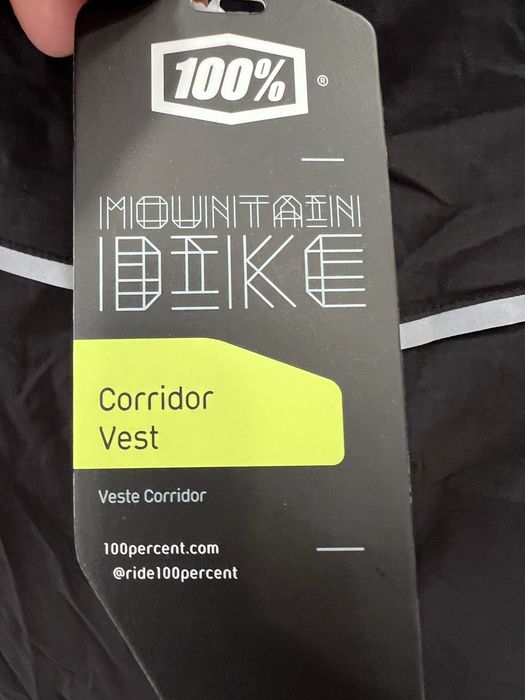 100%
®
MOUNTAIN
BIKE
Corridor
Vest
Veste Corridor
100percent.com
@ride100percent